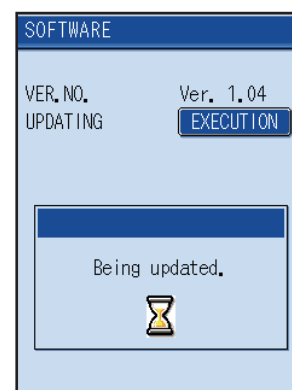 SOFTWARE
VER.NO. Ver. 1.04
UPDATING EXECUTION
Being updated.